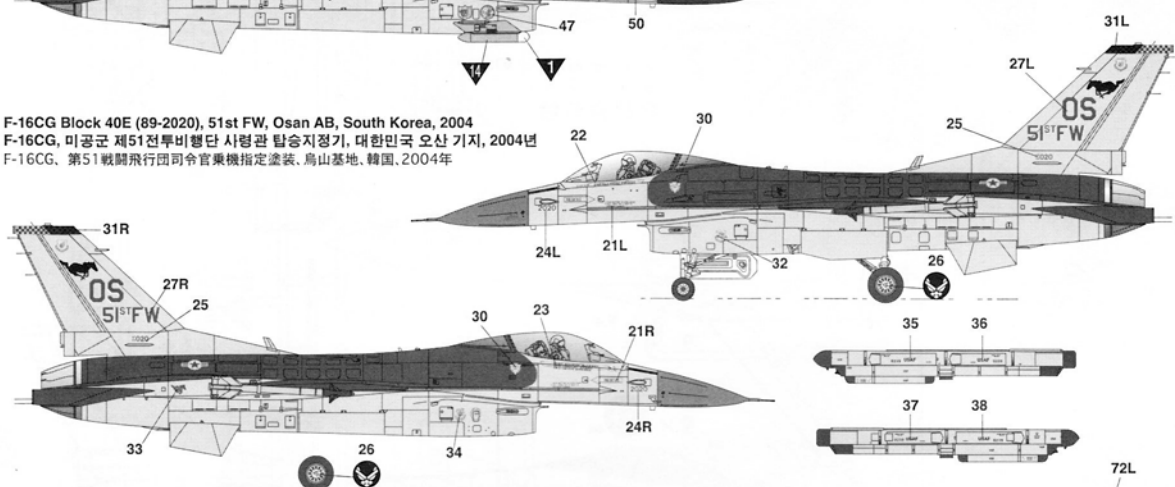 47
50
14
1
F-16CG Block 40E (89-2020), 51st FW, Osan AB, South Korea, 2004
F-16CG, 미공군 제51전투비행단 사령관 탑승지정기, 대한민국 오산 기지, 2004년
F-16CG、第51戦闘飛行団司令官乗機指定塗装、烏山基地、韓国、2004年
31L
27L
OS
51ST FW
25
22
30
24L
21L
32
26
31R
OS
51ST FW
27R
25
30
23
21R
24R
33
34
26
35
36
37
38
72L